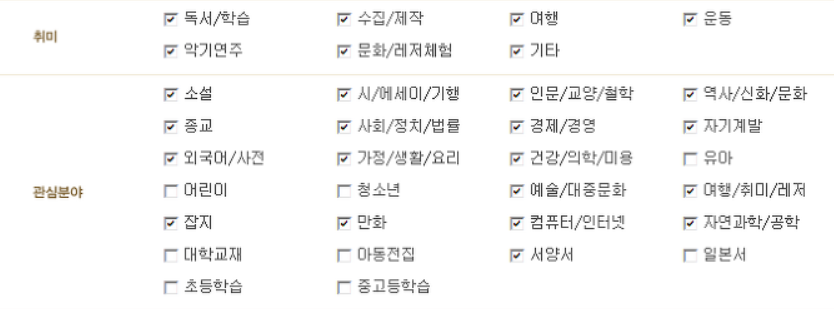 취미
독서/학습 수집/제작 여행 운동
악기연주 문화/레저체험 기타
관심분야
소설 시/에세이/기행 인문/교양/철학 역사/신화/문화
종교 사회/정치/법률 경제/경영 자기계발
외국어/사전 가정/생활/요리 건강/의학/미용 유아
어린이 청소년 예술/대중문화 여행/취미/레저
잡지 만화 컴퓨터/인터넷 자연과학/공학
대학교재 아동전집 서양서 일본서
초등학습 중고등학습